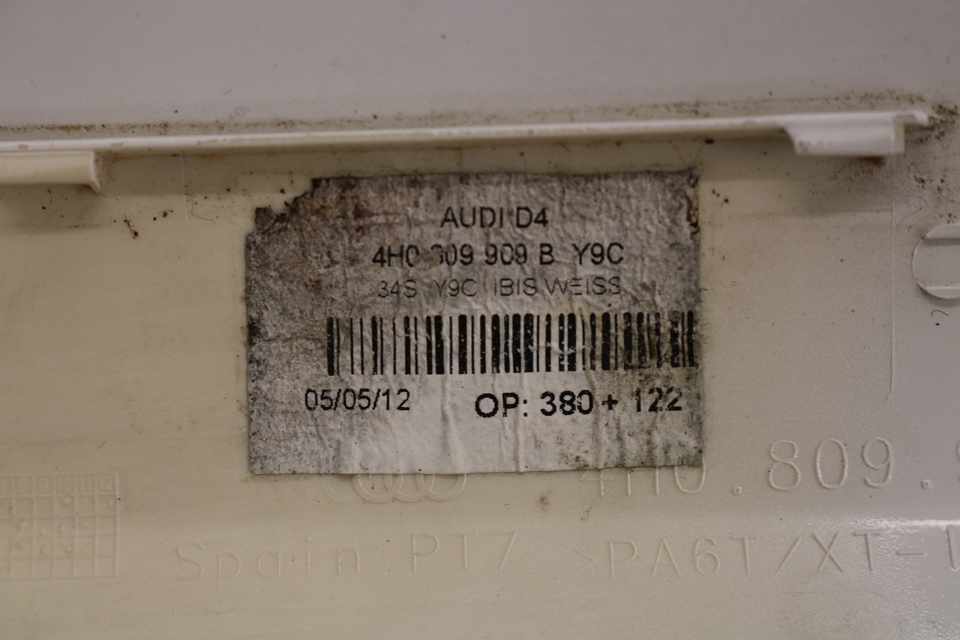 AUDI D4
4H0 809 909 B Y9C
34S Y9C IBIS WEISS
05/05/12 OP: 380 + 122
4H0.809.
Spain PT7 >PA6T/XT-